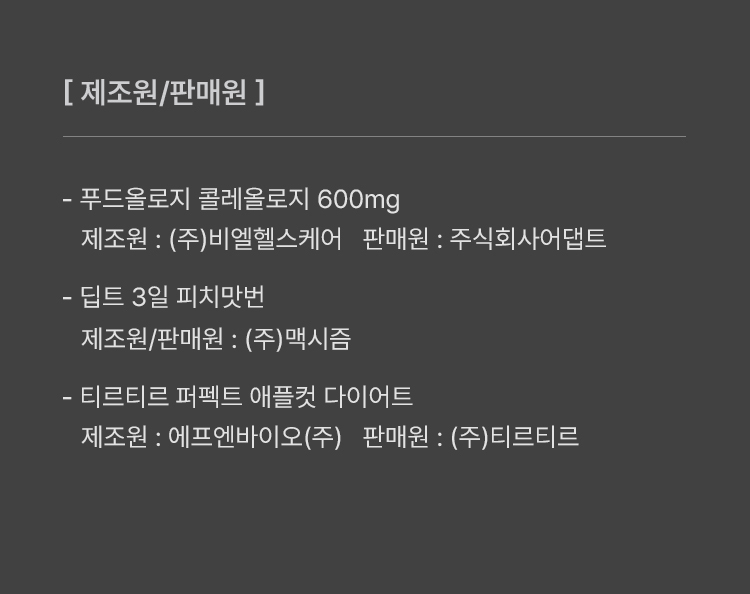 [ 제조원/판매원 ]
- 푸드올로지 콜레올로지 600mg
제조원 : (주)비엘헬스케어 판매원 : 주식회사어댑트
- 딥트 3일 피치맛번
제조원/판매원 : (주)맥시즘
- 티르티르 퍼펙트 애플컷 다이어트
제조원 : 에프엔바이오(주) 판매원 : (주)티르티르